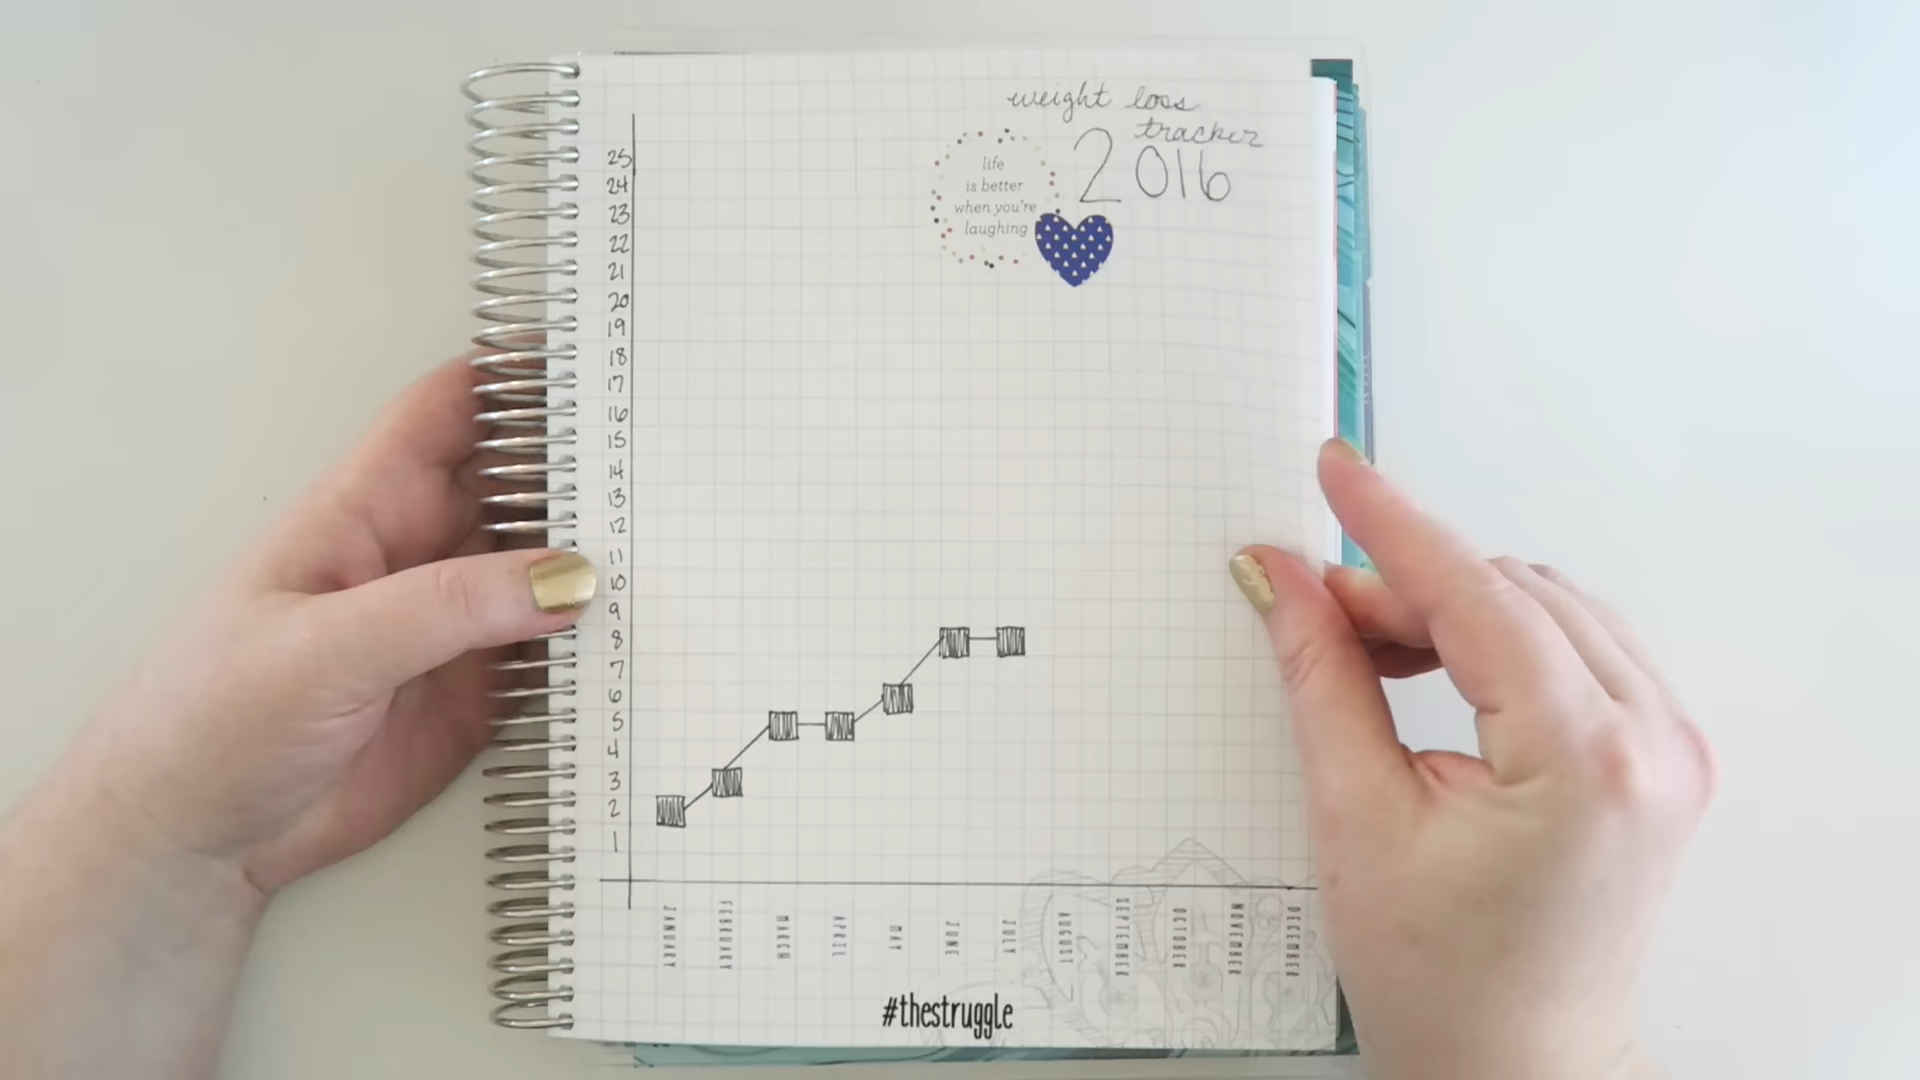 weight loss
tracker
2016
life
is better
when you're
laughing
25
24
23
22
21
20
19
18
17
16
15
14
13
12
11
10
9
8
7
6
5
4
3
2
1
JANUARY
FEBRUARY
MARCH
APRIL
MAY
JUNE
JULY
AUGUST
SEPTEMBER
OCTOBER
NOVEMBER
DECEMBER
#thestruggle